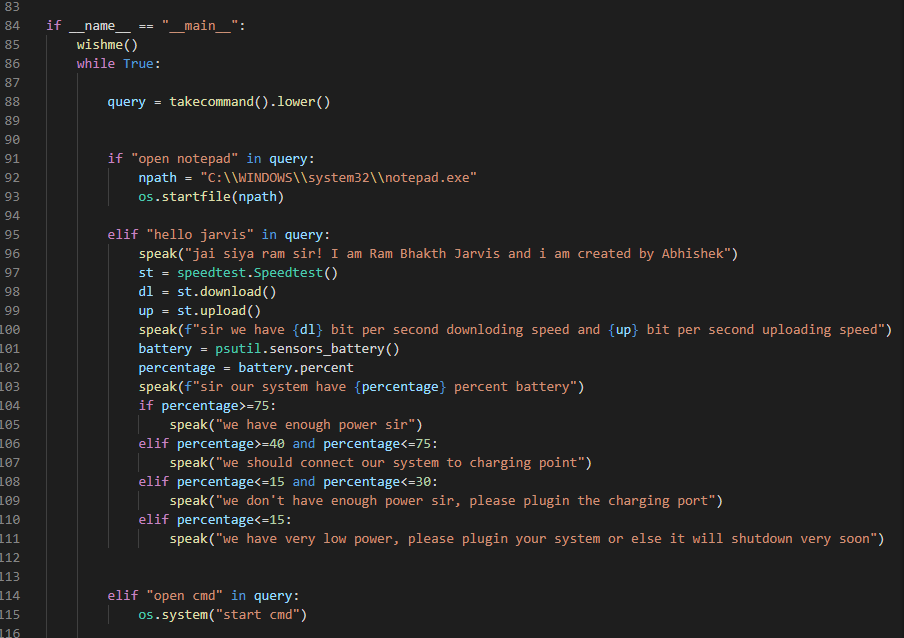 83
84 if __name__ == "__main__":
85 wishme()
86 while True:
87
88 query = takecommand().lower()
89
90
91 if "open notepad" in query:
92 npath = "C:\\WINDOWS\\system32\\notepad.exe"
93 os.startfile(npath)
94
95 elif "hello jarvis" in query:
96 speak("jai siya ram sir! I am Ram Bhakth Jarvis and i am created by Abhishek")
97 st = speedtest.Speedtest()
98 dl = st.download()
99 up = st.upload()
100 speak(f"sir we have {dl} bit per second downloding speed and {up} bit per second uploading speed")
101 battery = psutil.sensors_battery()
102 percentage = battery.percent
103 speak(f"sir our system have {percentage} percent battery")
104 if percentage>=75:
105 speak("we have enough power sir")
106 elif percentage>=40 and percentage<=75:
107 speak("we should connect our system to charging point")
108 elif percentage<=15 and percentage<=30:
109 speak("we don't have enough power sir, please plugin the charging port")
110 elif percentage<=15:
111 speak("we have very low power, please plugin your system or else it will shutdown very soon")
112
113
114 elif "open cmd" in query:
115 os.system("start cmd")
116